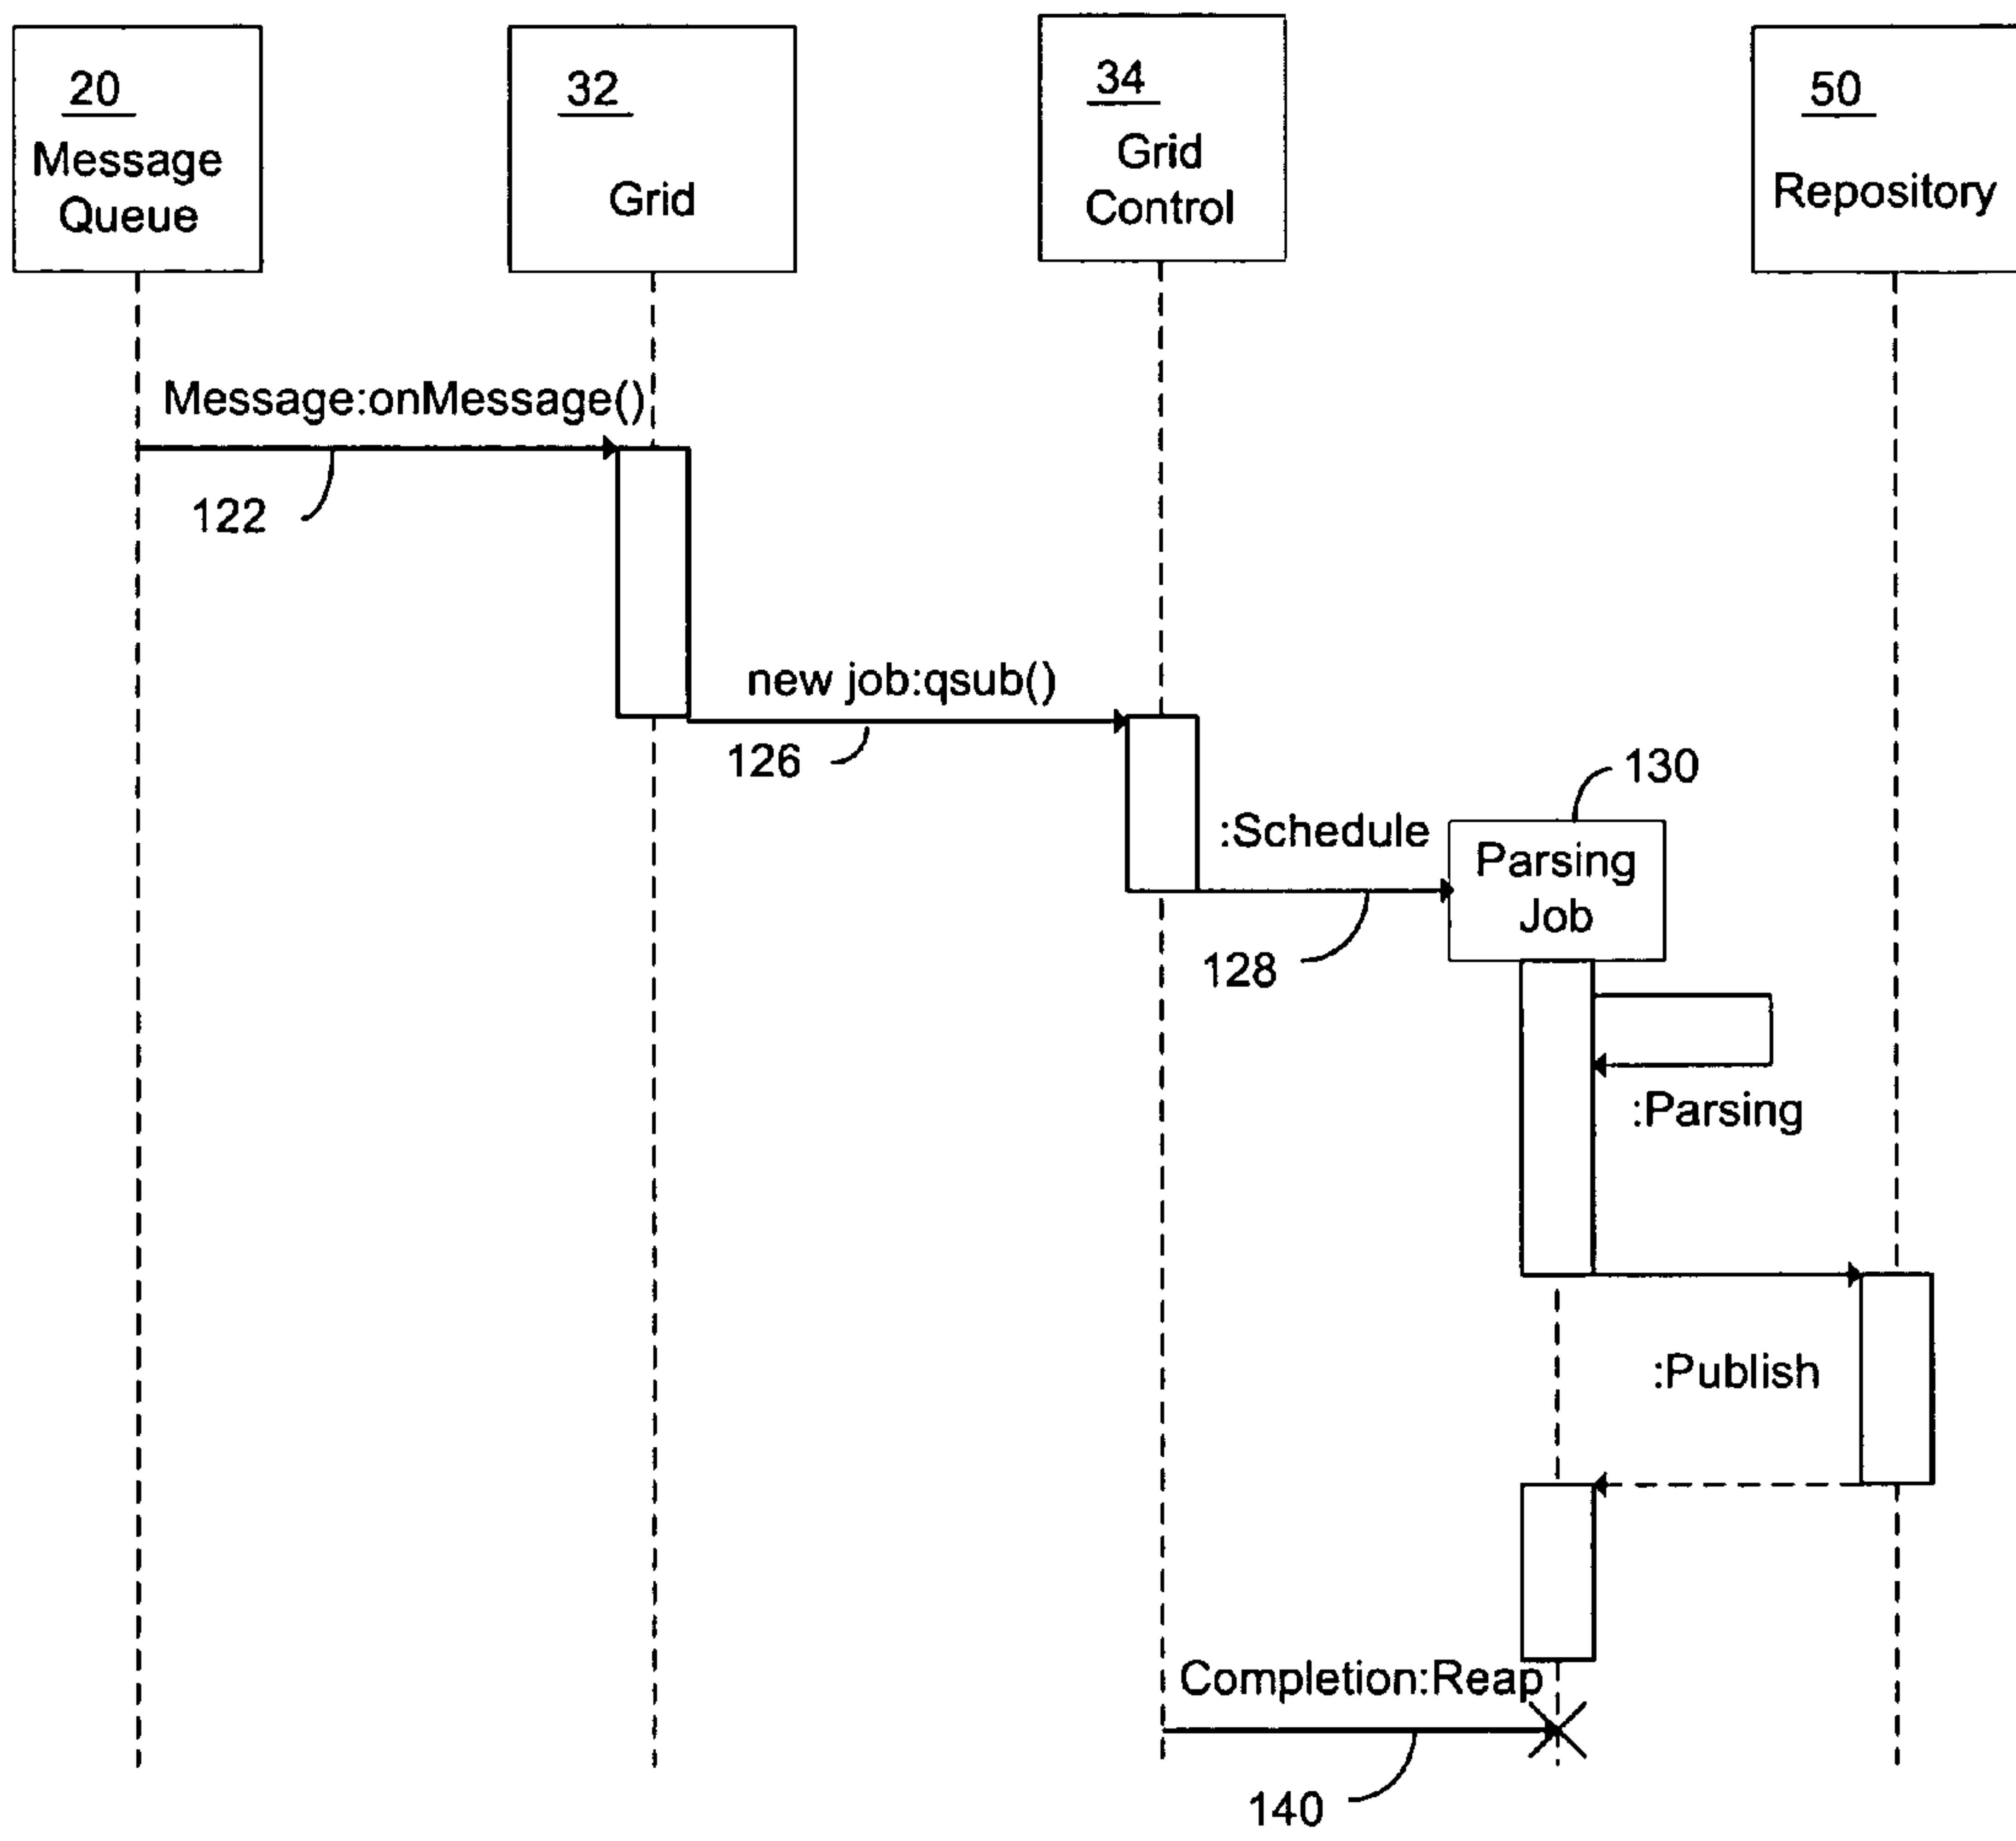 20
Message
Queue
32
Grid
34
Grid
Control
50
Repository
Message:onMessage()
122
new job:qsub()
126
130
:Schedule
Parsing
Job
128
:Parsing
:Publish
Completion:Reap
140